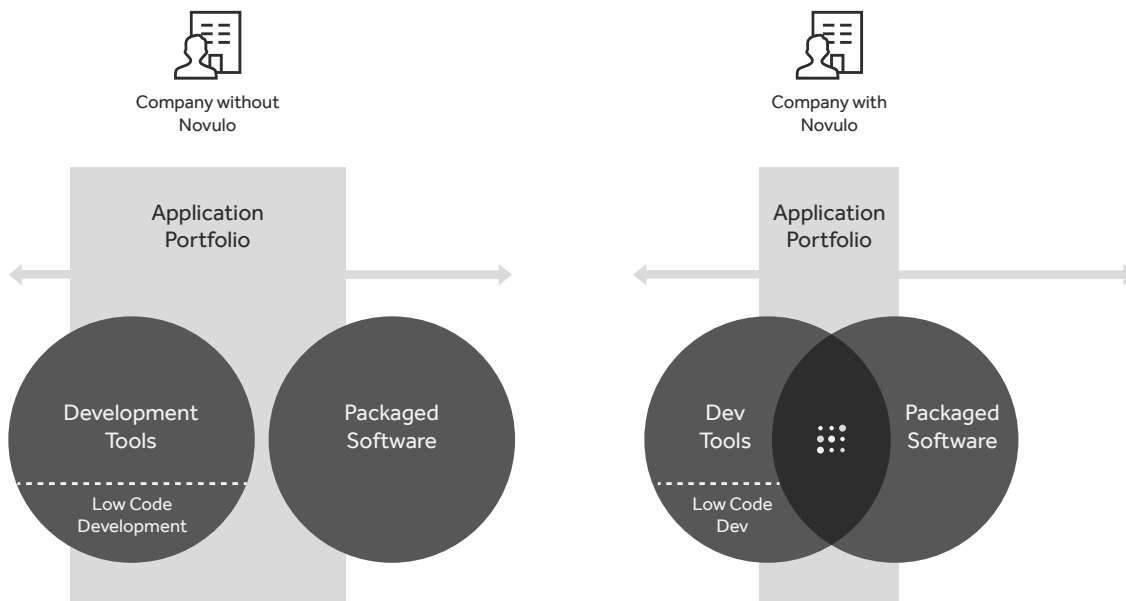 Company without
Novulo
Application
Portfolio
Development
Tools
Low Code
Development
Packaged
Software
Company with
Novulo
Application
Portfolio
Dev
Tools
Low Code
Dev
Packaged
Software